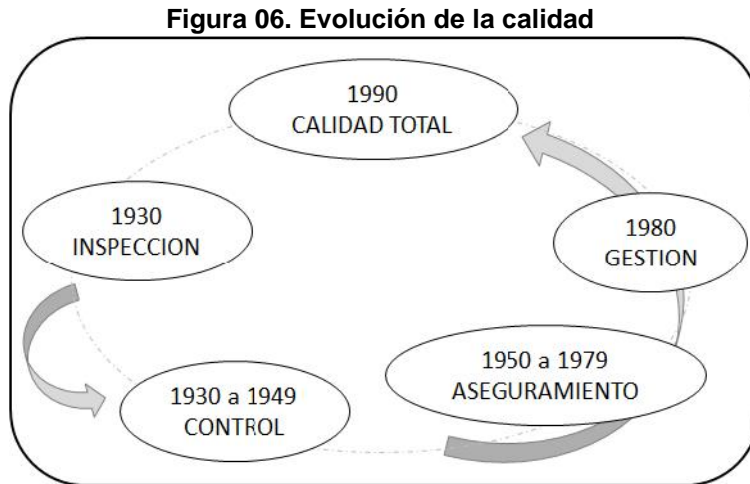 Figura 06. Evolución de la calidad
1990
CALIDAD TOTAL
1930
INSPECCION
1980
GESTION
1950 a 1979
ASEGURAMIENTO
1930 a 1949
CONTROL